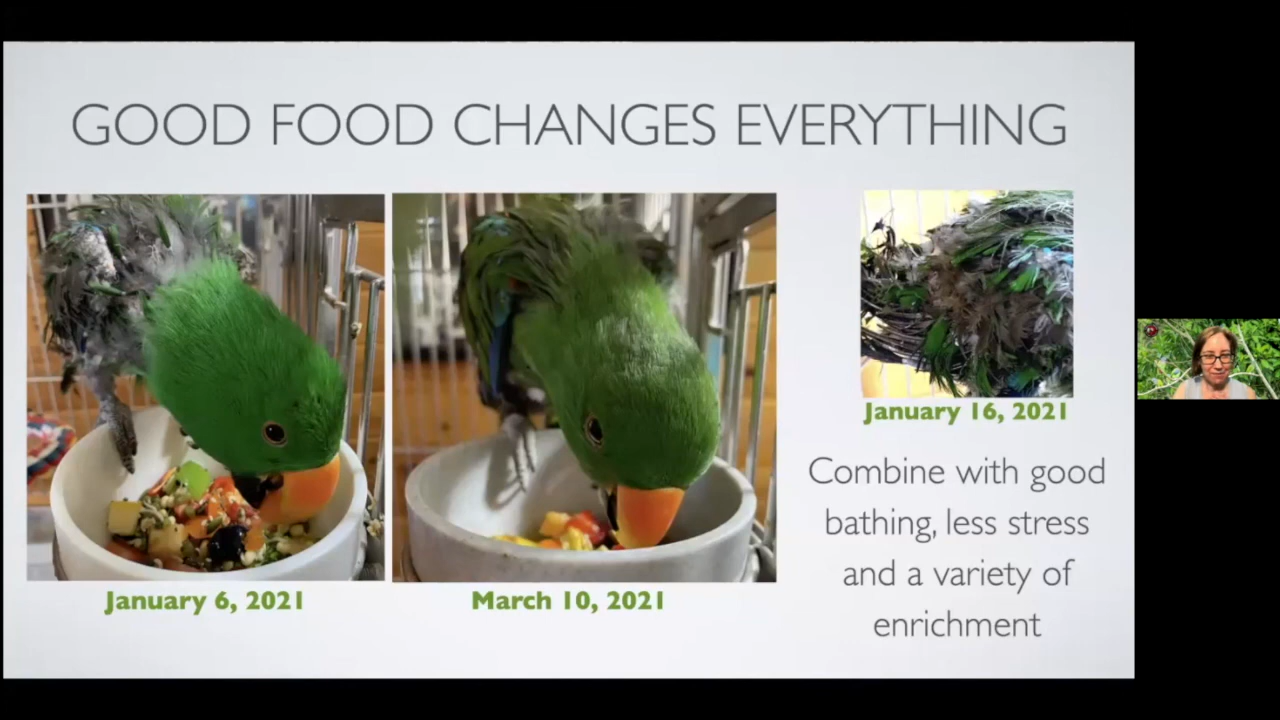 GOOD FOOD CHANGES EVERYTHING
January 6, 2021
March 10, 2021
January 16, 2021
Combine with good
bathing, less stress
and a variety of
enrichment